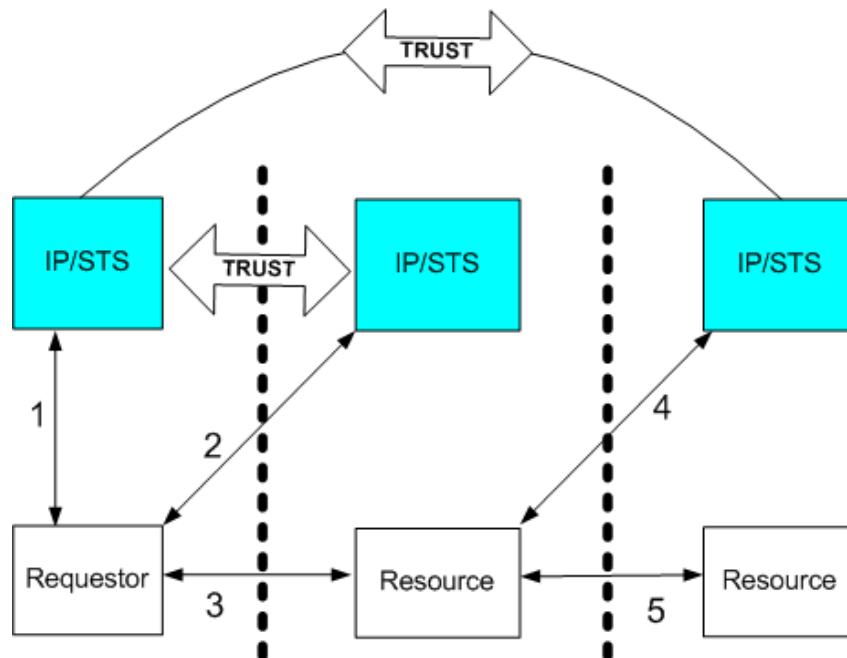 TRUST
IP/STS
TRUST
IP/STS
IP/STS
1
2
4
Requestor
3
Resource
5
Resource